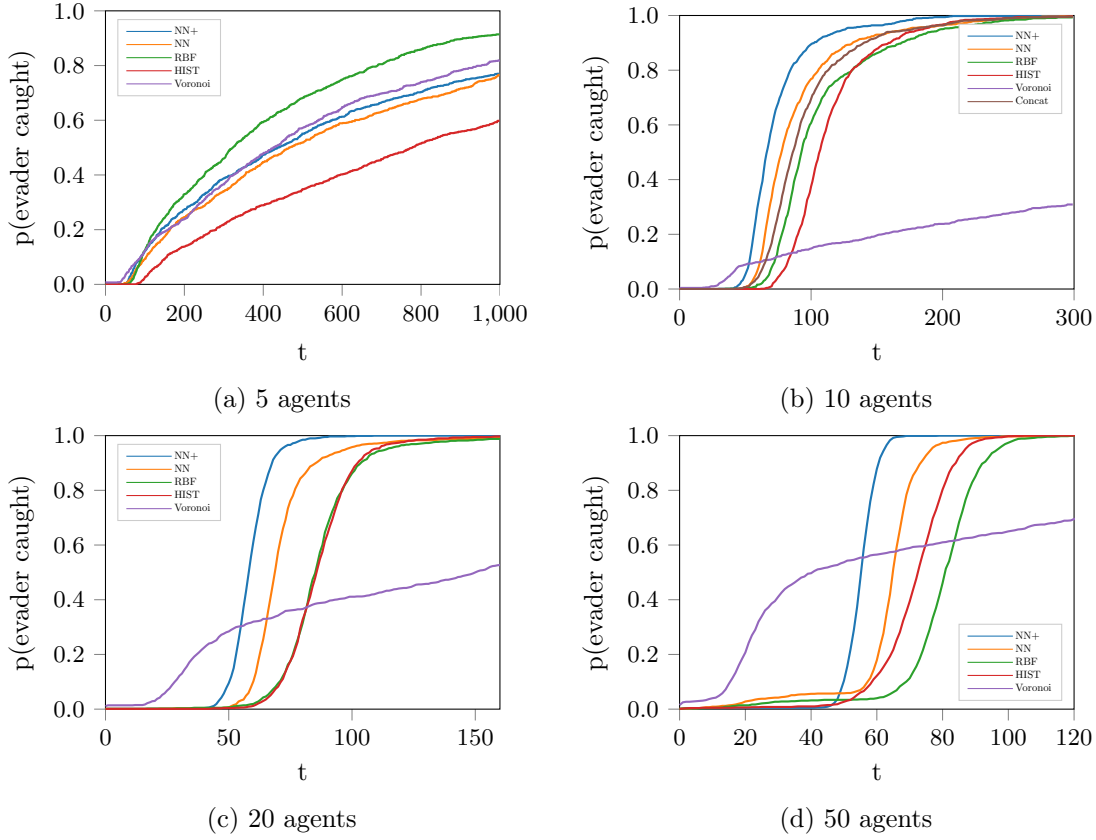 1.0
0.8
0.6
0.4
0.2
0.0
p(evader caught)
NN+
NN
RBF
HIST
Voronoi
0 200 400 600 800 1,000
t
(a) 5 agents
1.0
0.8
0.6
0.4
0.2
0.0
p(evader caught)
NN+
NN
RBF
HIST
Voronoi
Concat
0 100 200 300
t
(b) 10 agents
1.0
0.8
0.6
0.4
0.2
0.0
p(evader caught)
NN+
NN
RBF
HIST
Voronoi
0 50 100 150
t
(c) 20 agents
1.0
0.8
0.6
0.4
0.2
0.0
p(evader caught)
NN+
NN
RBF
HIST
Voronoi
0 20 40 60 80 100 120
t
(d) 50 agents